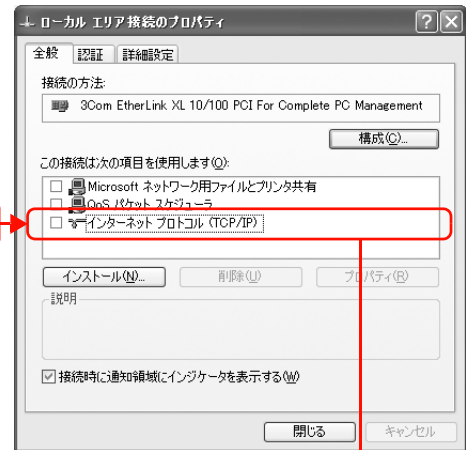 ローカル エリア接続のプロパティ
全般 認証 詳細設定
接続の方法:
3Com EtherLink XL 10/100 PCI For Complete PC Management
構成(C)...
この接続は次の項目を使用します(O):
Microsoft ネットワーク用ファイルとプリンタ共有
QoS パケット スケジューラ
インターネット プロトコル (TCP/IP)
インストール(N)... 削除(U) プロパティ(R)
説明
接続時に通知領域にインジケータを表示する(W)
閉じる キャンセル